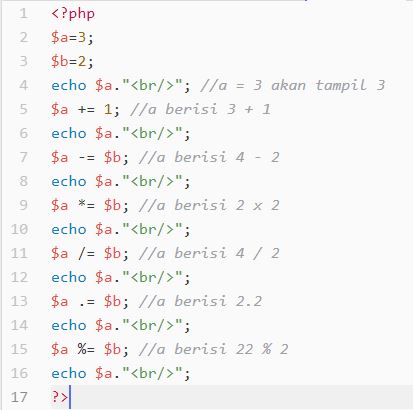 1 <?php
2 $a=3;
3 $b=2;
4 echo $a."<br/>"; //a = 3 akan tampil 3
5 $a += 1; //a berisi 3 + 1
6 echo $a."<br/>";
7 $a -= $b; //a berisi 4 - 2
8 echo $a."<br/>";
9 $a *= $b; //a berisi 2 x 2
10 echo $a."<br/>";
11 $a /= $b; //a berisi 4 / 2
12 echo $a."<br/>";
13 $a .= $b; //a berisi 2.2
14 echo $a."<br/>";
15 $a %= $b; //a berisi 22 % 2
16 echo $a."<br/>";
17 ?>